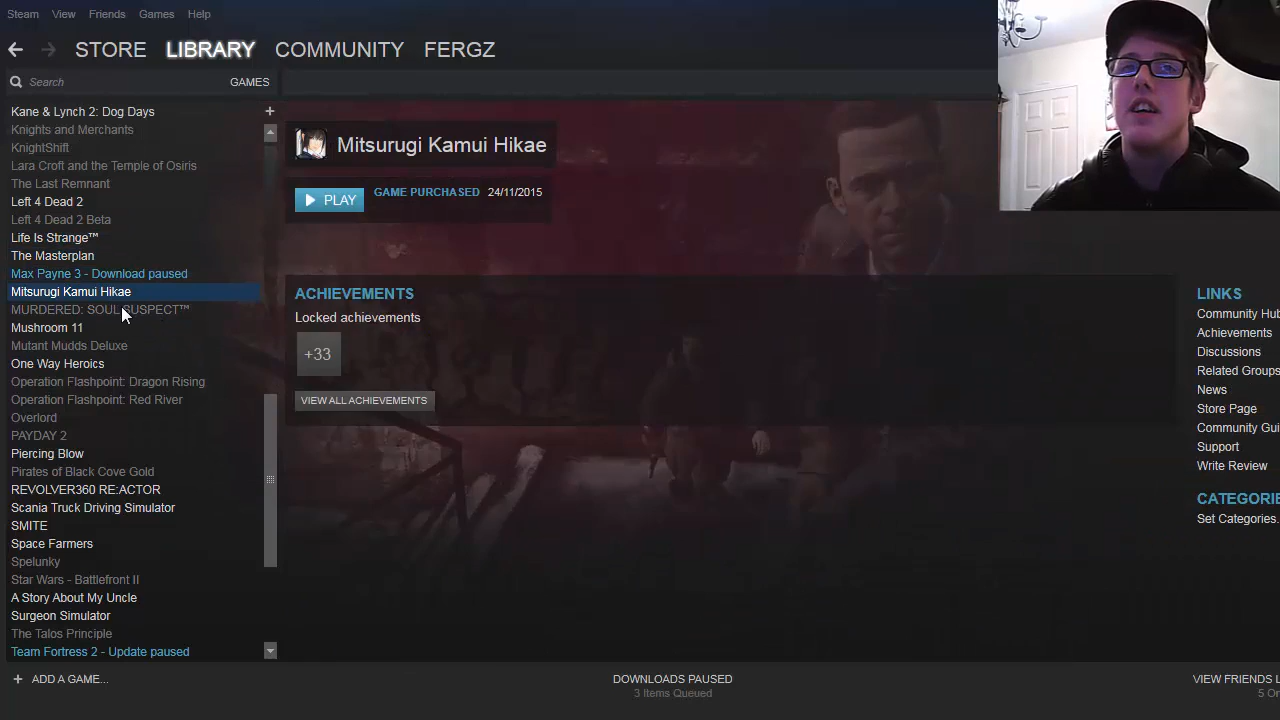 Steam View Friends Games Help
STORE LIBRARY COMMUNITY FERGZ
Search GAMES
Kane & Lynch 2: Dog Days +
Knights and Merchants
KnightShift
Lara Croft and the Temple of Osiris
The Last Remnant
Left 4 Dead 2
Left 4 Dead 2 Beta
Life Is Strange™
The Masterplan
Max Payne 3 - Download paused
Mitsurugi Kamui Hikae
MURDERED: SOUL SUSPECT™
Mushroom 11
Mutant Mudds Deluxe
One Way Heroics
Operation Flashpoint: Dragon Rising
Operation Flashpoint: Red River
Overlord
PAYDAY 2
Piercing Blow
Pirates of Black Cove Gold
REVOLVER360 RE:ACTOR
Scania Truck Driving Simulator
SMITE
Space Farmers
Spelunky
Star Wars - Battlefront II
A Story About My Uncle
Surgeon Simulator
The Talos Principle
Team Fortress 2 - Update paused
+ ADD A GAME...
Mitsurugi Kamui Hikae
PLAY GAME PURCHASED 24/11/2015
ACHIEVEMENTS
Locked achievements
+33
VIEW ALL ACHIEVEMENTS
LINKS
Community Hub
Achievements
Discussions
Related Groups
News
Store Page
Community Gui
Support
Write Review
CATEGORIE
Set Categories.
DOWNLOADS PAUSED
3 Items Queued
VIEW FRIENDS L
5 On